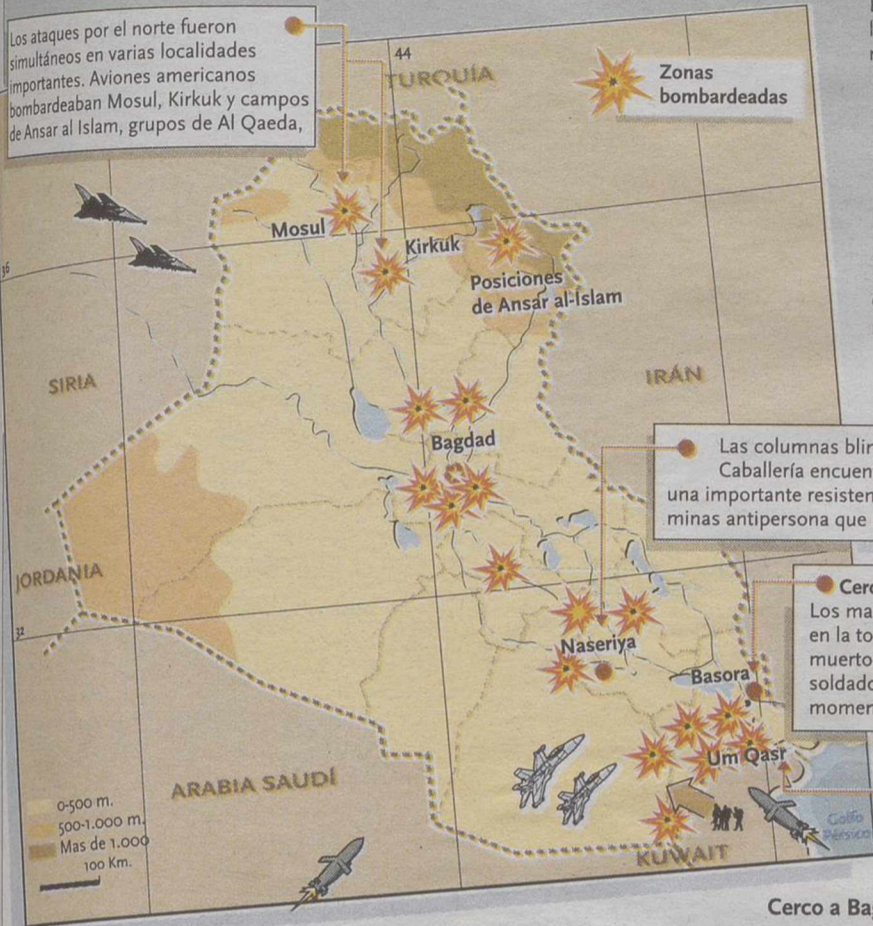 Los ataques por el norte fueron
simultáneos en varias localidades
importantes. Aviones americanos
bombardeaban Mosul, Kirkuk y campos
de Ansar al Islam, grupos de Al Qaeda,
44
TURQUÍA
Zonas
bombardeadas
Mosul
Kirkuk
36
Posiciones
de Ansar al-Islam
SIRIA
IRÁN
Bagdad
Las columnas blin
Caballería encuen
una importante resisten
minas antipersona que
JORDANIA
32
Cerc
Los ma
en la to
muerto
soldado
momen
Naseriya
Basora
Um Qasr
ARABIA SAUDÍ
0-500 m.
500-1.000 m.
Mas de 1.000
100 Km.
Golfo
Pérsico
KUWAIT
Cerco a Ba